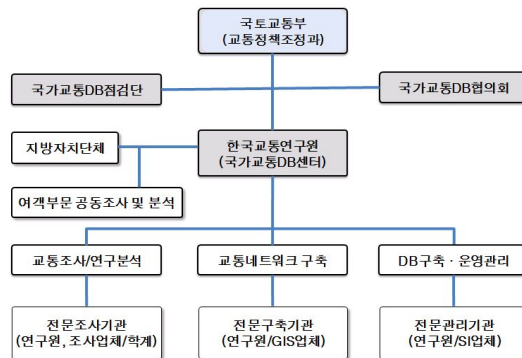 국토교통부
(교통정책조정과)
국가교통DB점검단
국가교통DB협의회
지방자치단체
한국교통연구원
(국가교통DB센터)
여객부문 공동조사 및 분석
교통조사/연구분석
교통네트워크 구축
DB구축 · 운영관리
전문조사기관
(연구원, 조사업체/학계)
전문구축기관
(연구원/GIS업체)
전문관리기관
(연구원/SI업체)